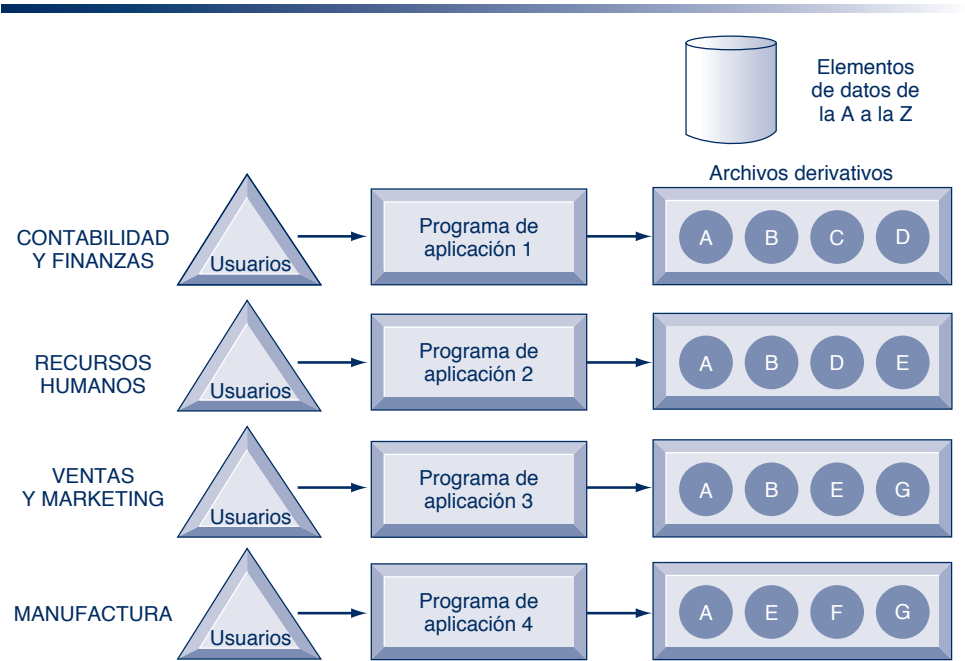 Elementos
de datos de
la A a la Z
Archivos derivativos
CONTABILIDAD
Y FINANZAS
Usuarios
Programa de
aplicación 1
A B C D
RECURSOS
HUMANOS
Usuarios
Programa de
aplicación 2
A B D E
VENTAS
Y MARKETING
Usuarios
Programa de
aplicación 3
A B E G
MANUFACTURA
Usuarios
Programa de
aplicación 4
A E F G